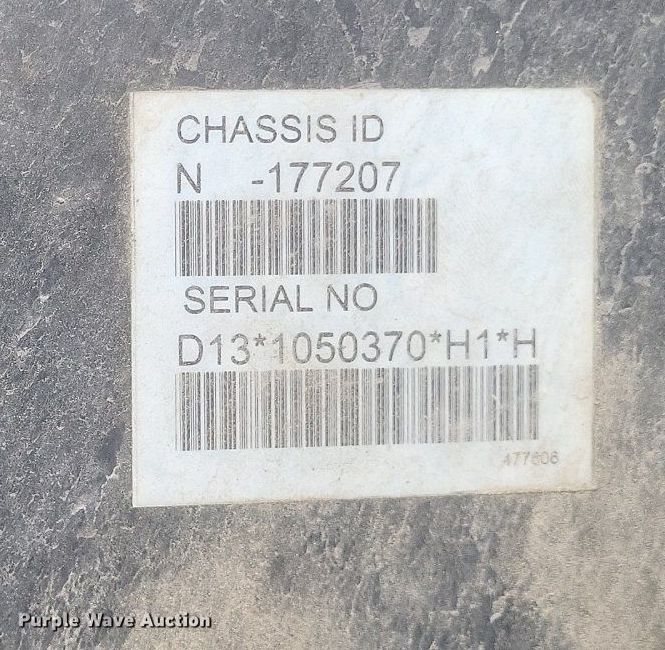 CHASSIS ID
N -177207
SERIAL NO
D13*1050370*H1*H
477606
Purple Wave Auction